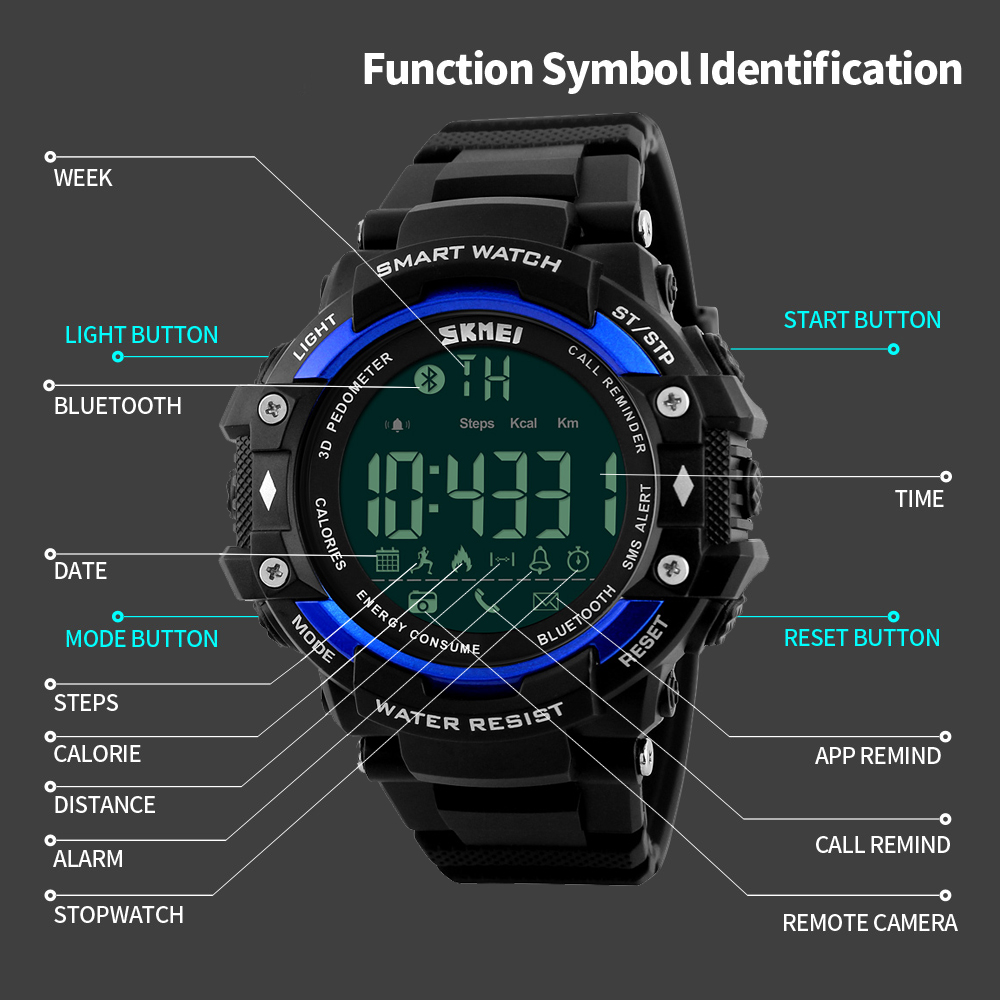 Function Symbol Identification
WEEK
SMART WATCH
LIGHT
ST/STP
LIGHT BUTTON
START BUTTON
SKMEI
BLUETOOTH
TH
3D PEDOMETER
CALL REMINDER
Steps Kcal Km
10:4331
TIME
CALORIES
SMS ALERT
DATE
MODE BUTTON
RESET BUTTON
ENERGY CONSUME
BLUETOOTH
MODE
RESET
STEPS
WATER RESIST
CALORIE
APP REMIND
DISTANCE
ALARM
CALL REMIND
STOPWATCH
REMOTE CAMERA